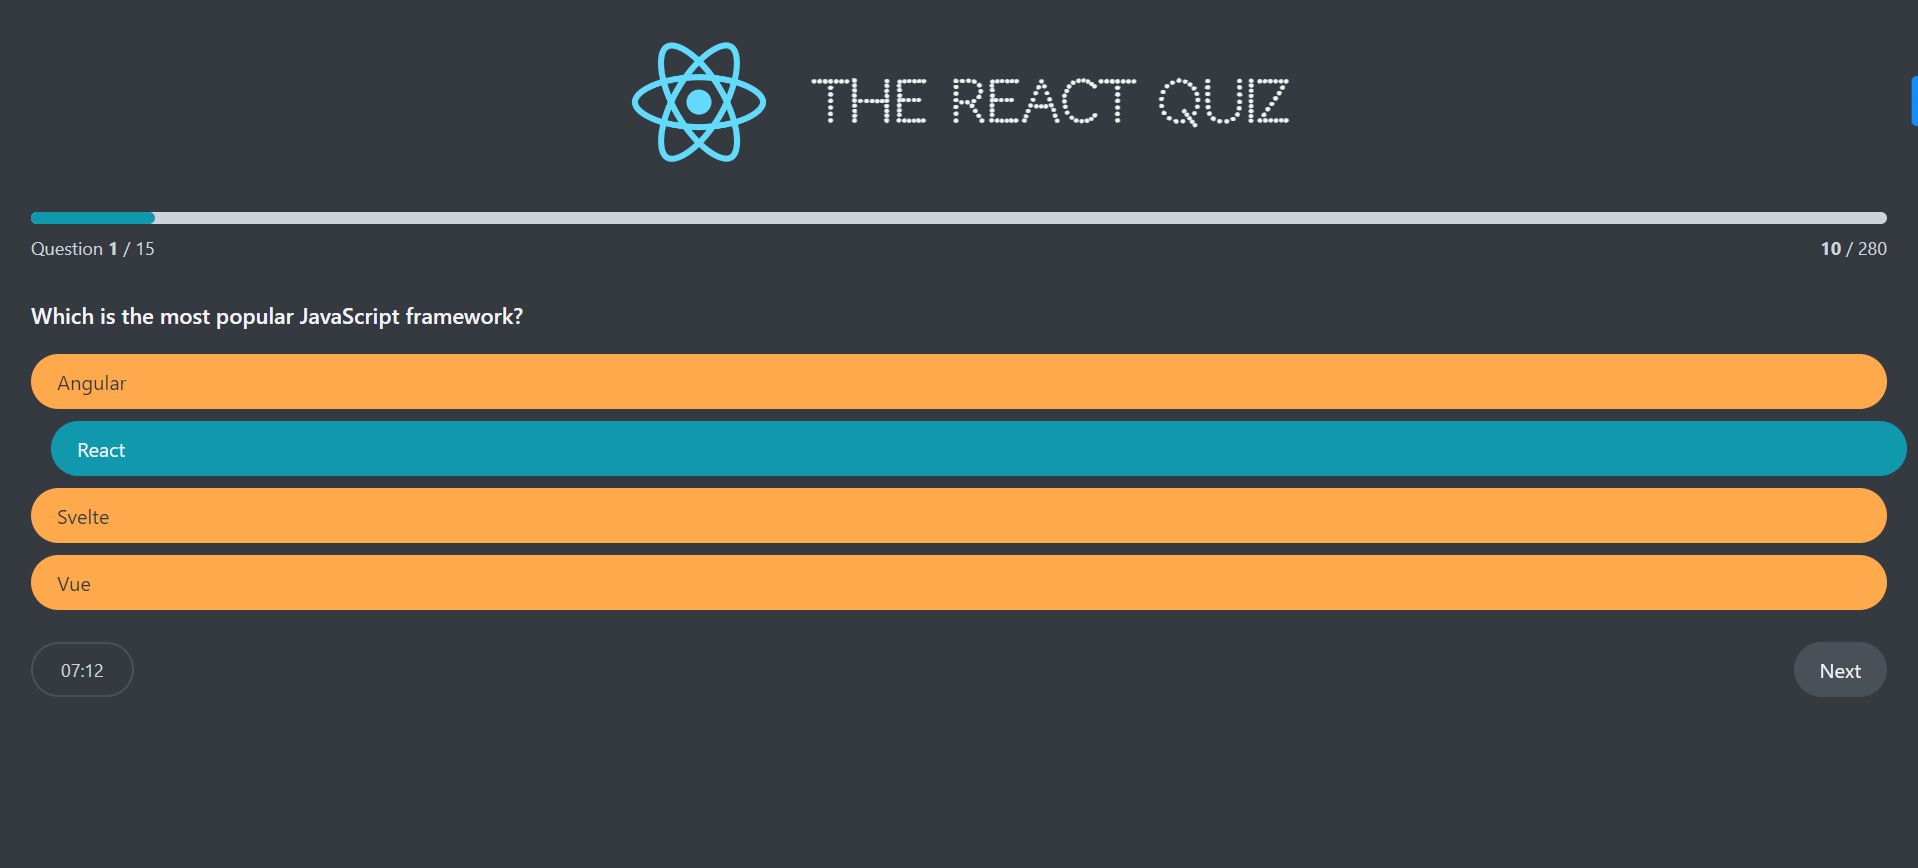 THE REACT QUIZ
Question 1 / 15
10 / 280
Which is the most popular JavaScript framework?
Angular
React
Svelte
Vue
07:12
Next